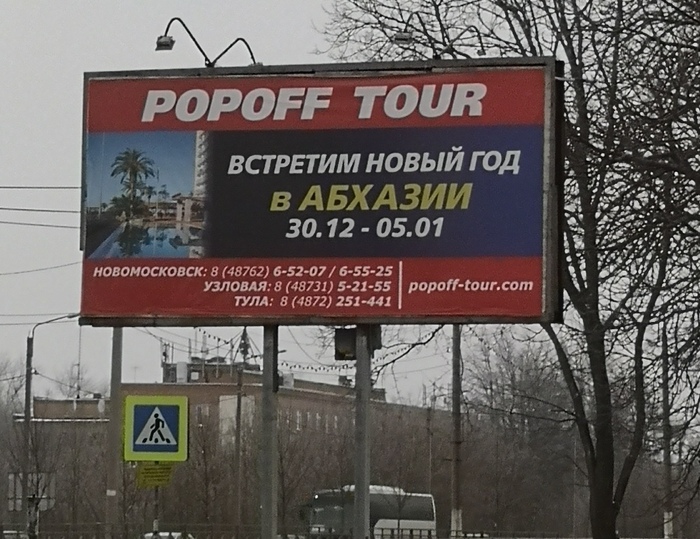 POPOFF TOUR
ВСТРЕТИМ НОВЫЙ ГОД
в АБХАЗИИ
30.12 - 05.01
НОВОМОСКОВСК: 8 (48762) 6-52-07 / 6-55-25
УЗЛОВАЯ: 8 (48731) 5-21-55
ТУЛА: 8 (4872) 251-441
popoff-tour.com